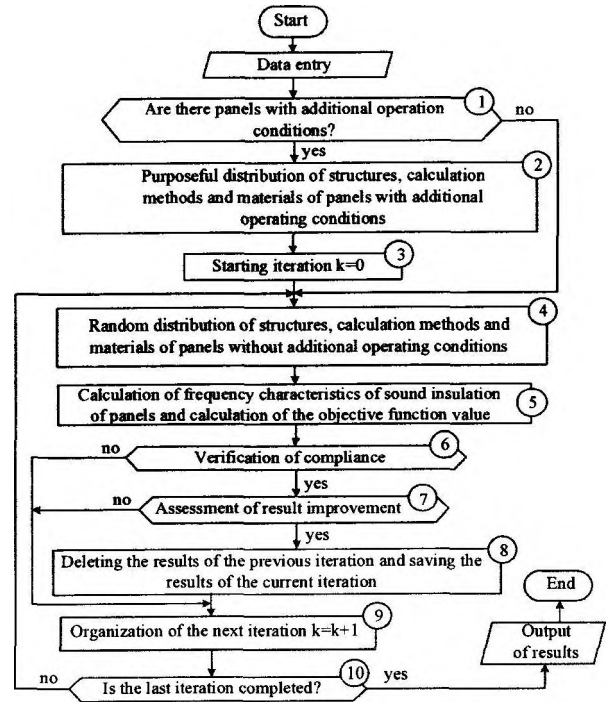 Start
Data entry
1
Are there panels with additional operation
conditions?
no
yes
2
Purposeful distribution of structures, calculation
methods and materials of panels with additional
operating conditions
3
Starting iteration k=0
4
Random distribution of structures, calculation methods and
materials of panels without additional operating conditions
Calculation of frequency characteristics of sound insulation
of panels and calculation of the objective function value
5
6
no
Verification of compliance
yes
7
no
Assessment of result improvement
yes
8
Deleting the results of the previous iteration and saving the
results of the current iteration
End
9
Organization of the next iteration k=k+1
Output
of results
10
no
Is the last iteration completed?
yes